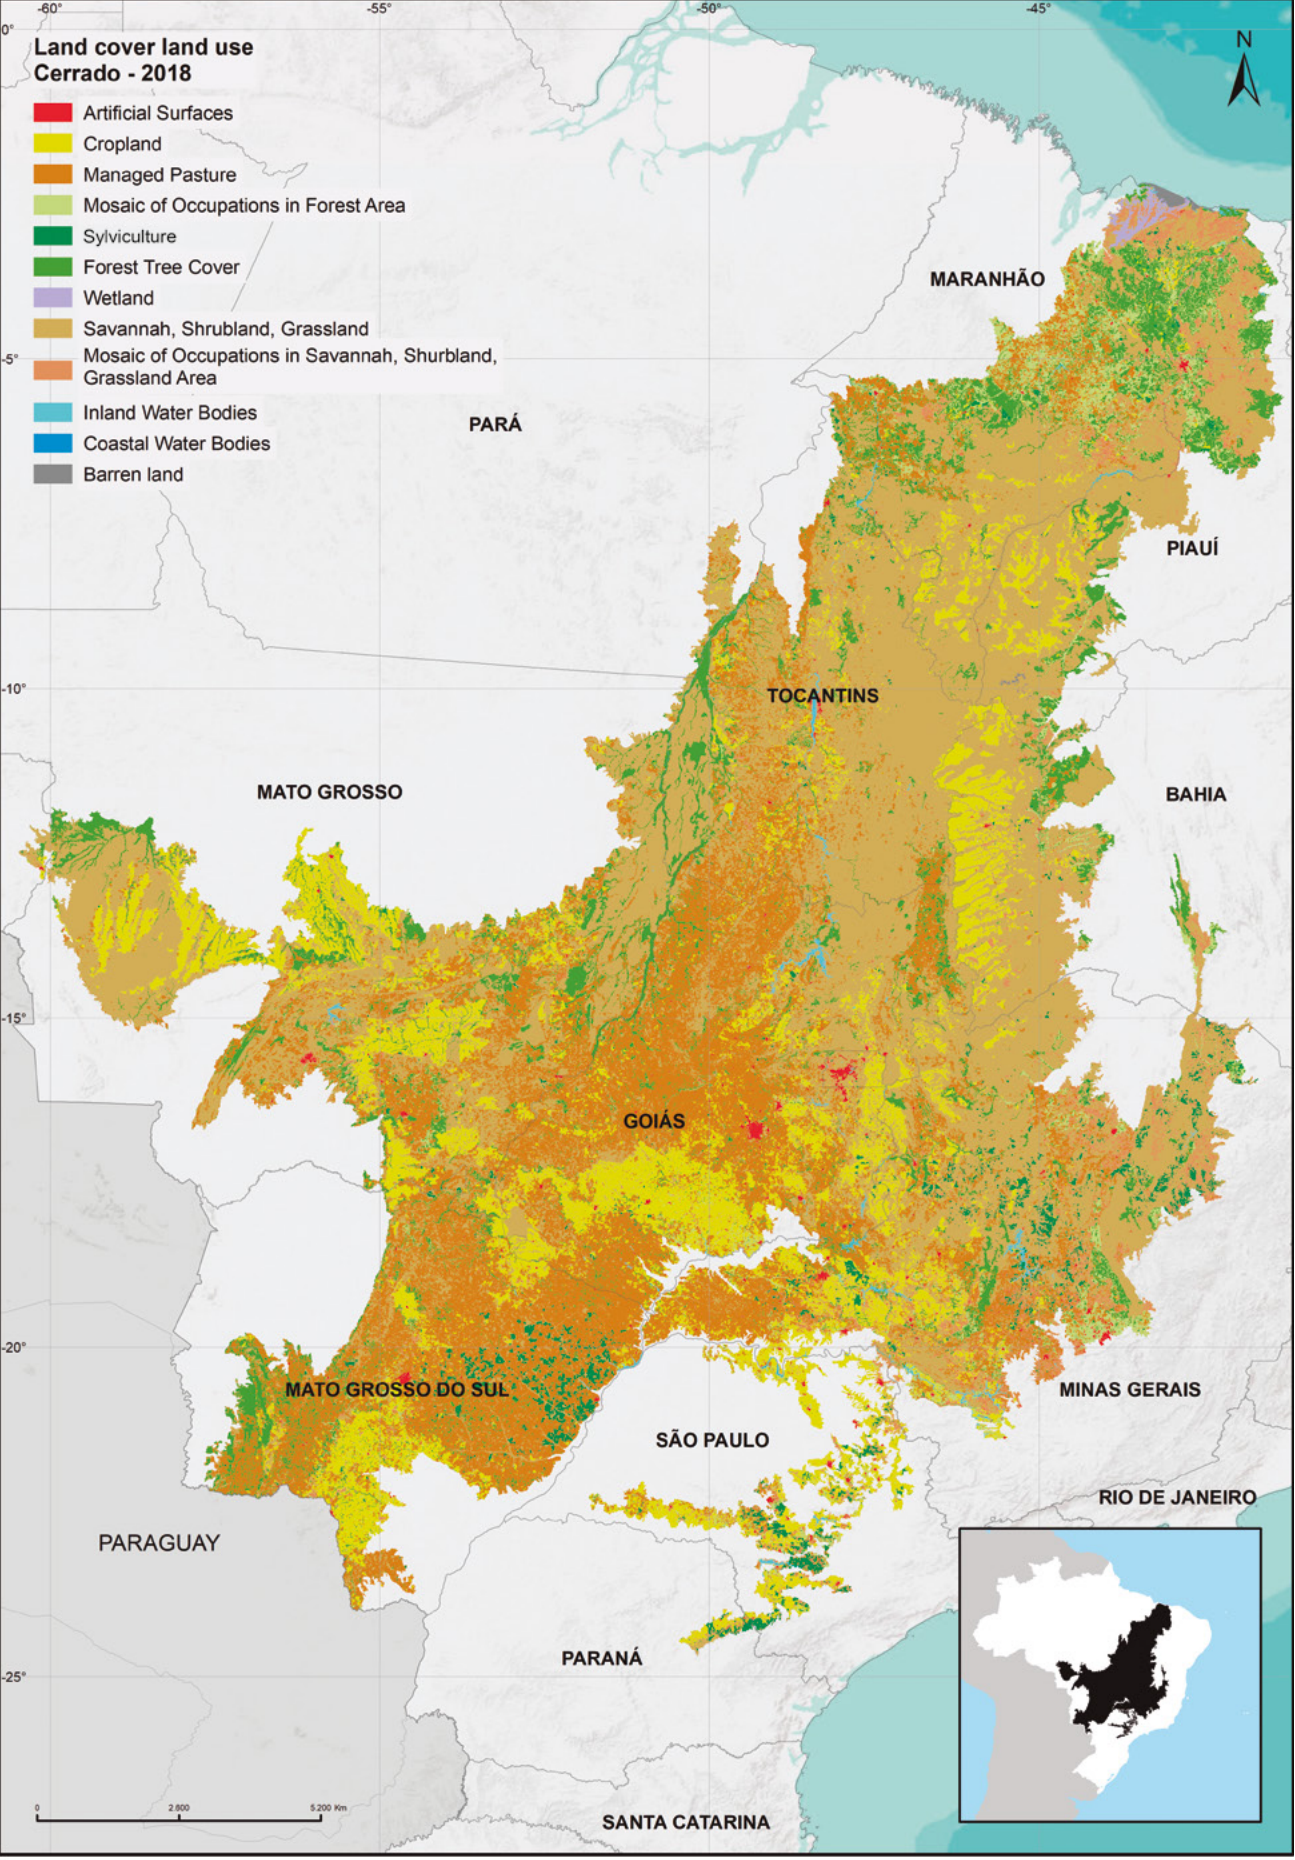 -60°
-55°
-50°
-45°
0°
Land cover land use
Cerrado - 2018
N
Artificial Surfaces
Cropland
Managed Pasture
Mosaic of Occupations in Forest Area
Sylviculture
Forest Tree Cover
Wetland
Savannah, Shrubland, Grassland
Mosaic of Occupations in Savannah, Shurbland,
Grassland Area
Inland Water Bodies
Coastal Water Bodies
Barren land
MARANHÃO
-5°
PARÁ
PIAUÍ
-10°
TOCANTINS
MATO GROSSO
BAHIA
-15°
GOIÁS
-20°
MATO GROSSO DO SUL
MINAS GERAIS
SÃO PAULO
RIO DE JANEIRO
PARAGUAY
PARANÁ
-25°
0
2.800
5.200 Km
SANTA CATARINA